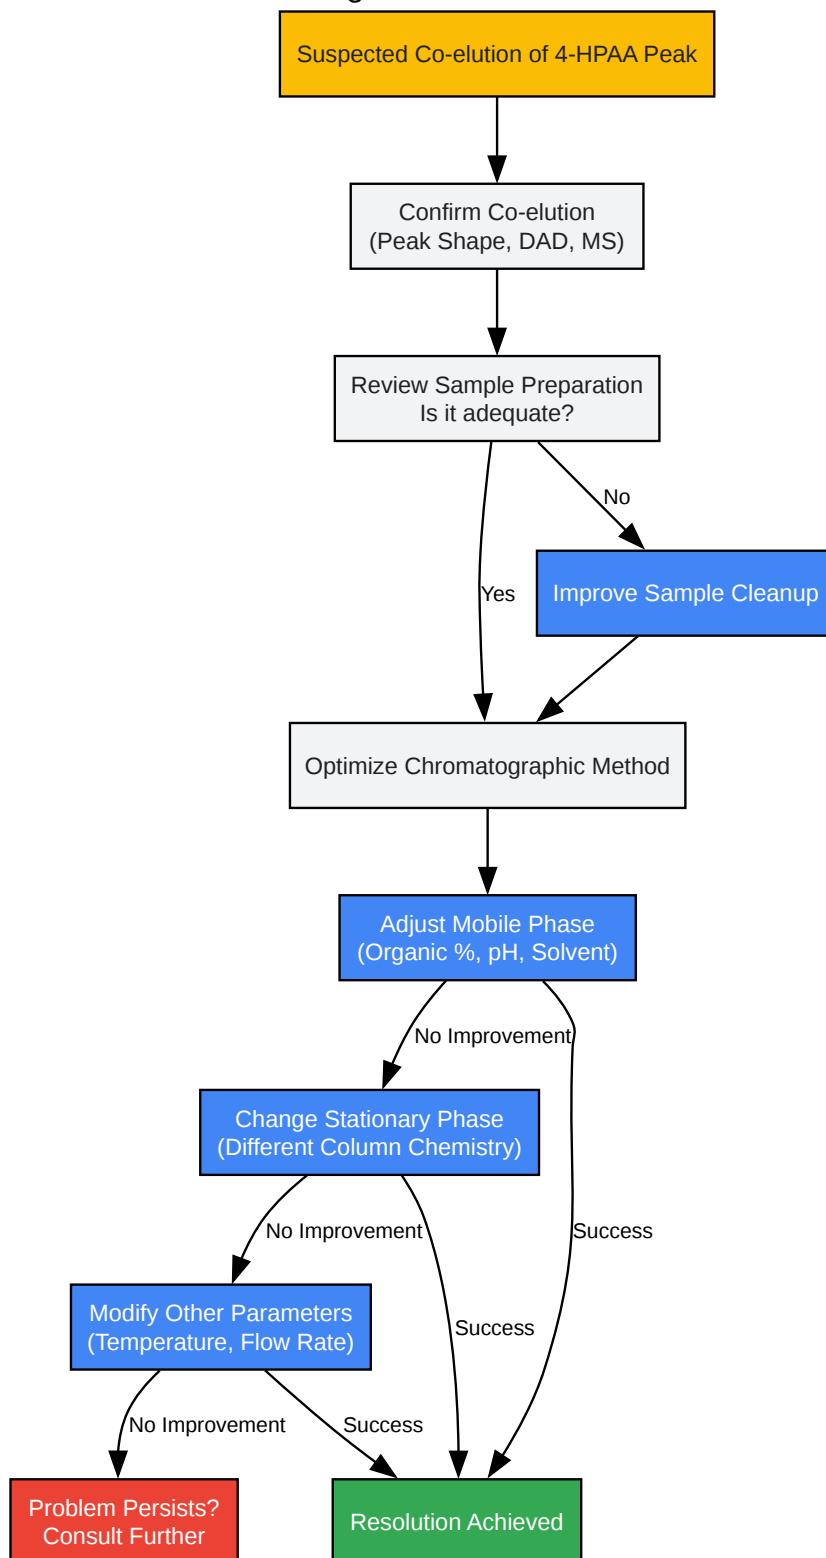 Suspected Co-elution of 4-HPAA Peak
Confirm Co-elution
(Peak Shape, DAD, MS)
Review Sample Preparation
Is it adequate?
No
Improve Sample Cleanup
Yes
Optimize Chromatographic Method
Adjust Mobile Phase
(Organic %, pH, Solvent)
No Improvement
Change Stationary Phase
(Different Column Chemistry)
No Improvement
Success
Modify Other Parameters
(Temperature, Flow Rate)
Success
No Improvement
Success
Problem Persists?
Consult Further
Resolution Achieved